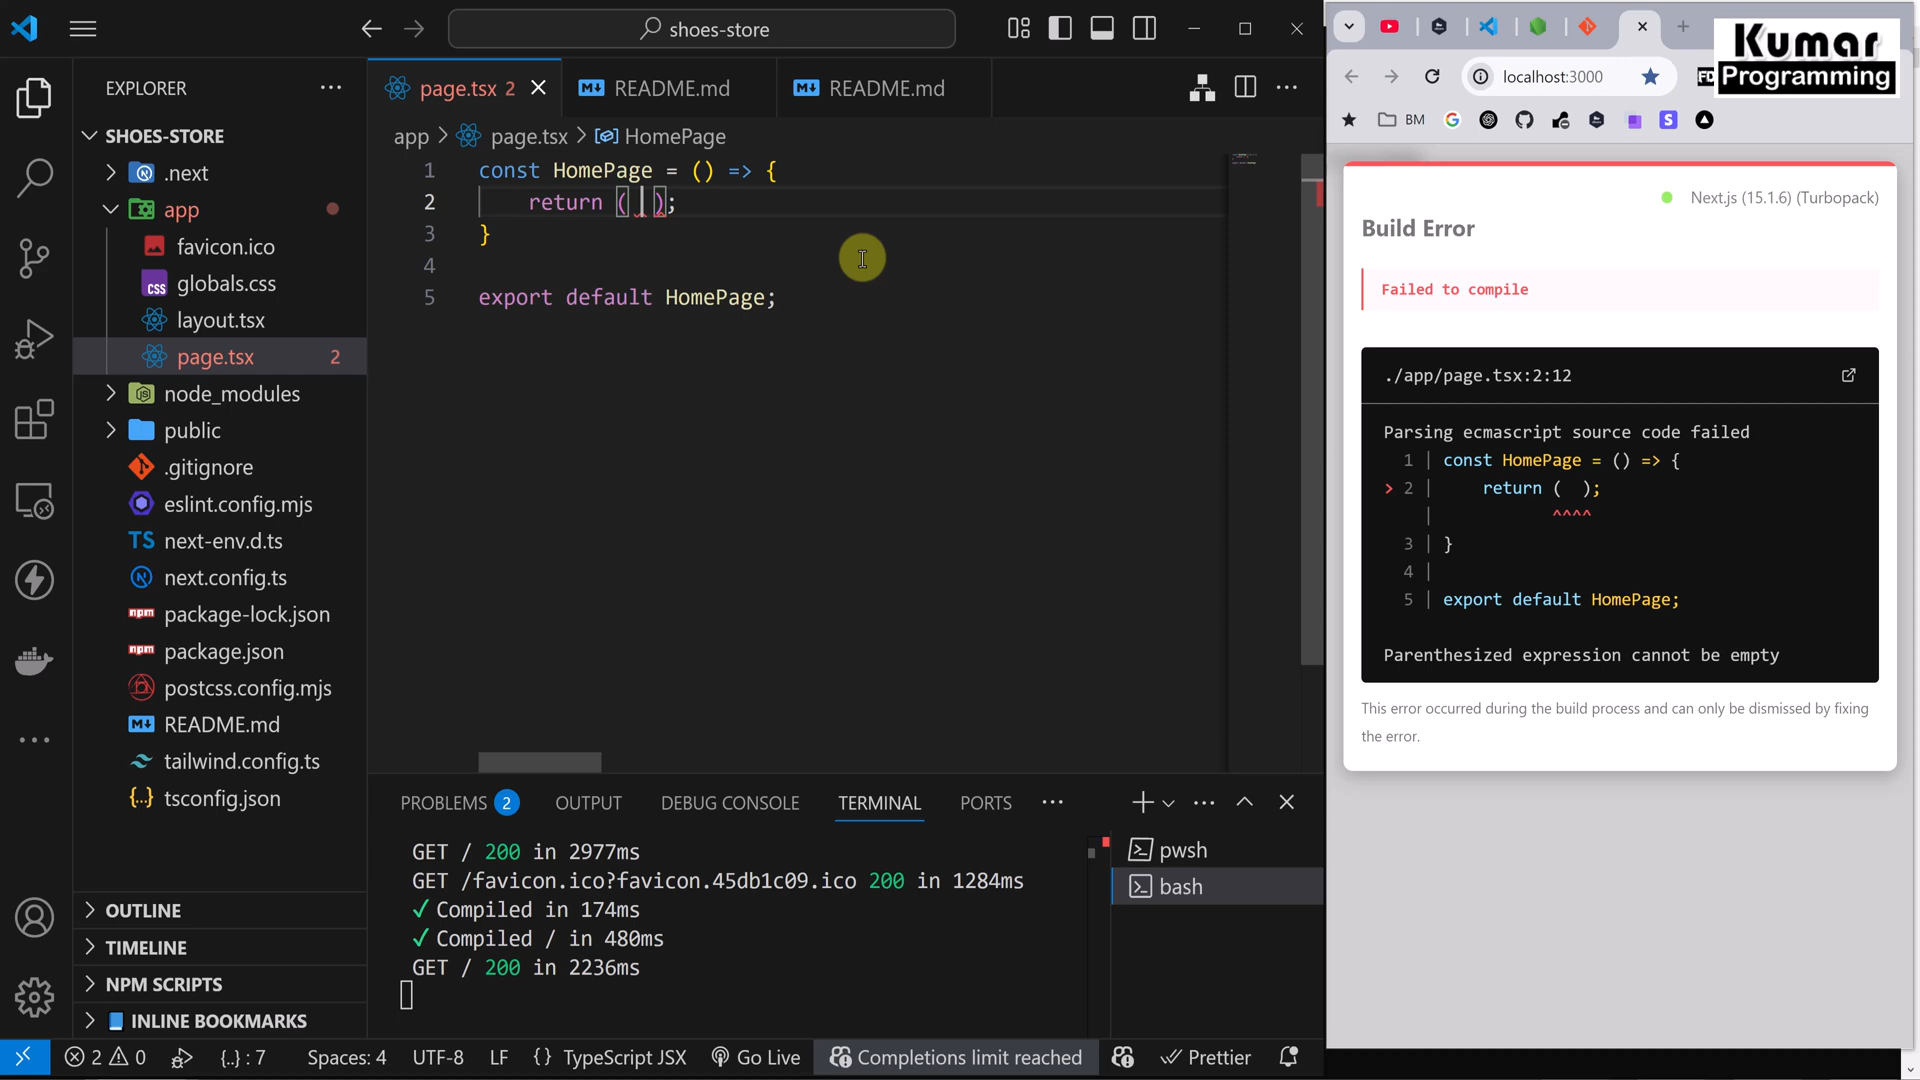 shoes-store
EXPLORER
SHOES-STORE
.next
app
favicon.ico
globals.css
layout.tsx
page.tsx 2
node_modules
public
.gitignore
eslint.config.mjs
TS next-env.d.ts
next.config.ts
npm package-lock.json
npm package.json
postcss.config.mjs
README.md
tailwind.config.ts
{..} tsconfig.json
OUTLINE
TIMELINE
NPM SCRIPTS
INLINE BOOKMARKS
page.tsx 2
README.md
README.md
app > page.tsx > HomePage
1 const HomePage = () => {
2 return ( );
3 }
4
5 export default HomePage;
PROBLEMS 2
OUTPUT
DEBUG CONSOLE
TERMINAL
PORTS
GET / 200 in 2977ms
GET /favicon.ico?favicon.45db1c09.ico 200 in 1284ms
✓ Compiled in 174ms
✓ Compiled / in 480ms
GET / 200 in 2236ms
pwsh
bash
2 0
{..} : 7
Spaces: 4
UTF-8
LF
{} TypeScript JSX
Go Live
Completions limit reached
Prettier
Kumar
Programming
localhost:3000
BM
Next.js (15.1.6) (Turbopack)
Build Error
Failed to compile
./app/page.tsx:2:12
Parsing ecmascript source code failed
1 | const HomePage = () => {
> 2 | return ( );
| ^^^^
3 | }
4 |
5 | export default HomePage;
Parenthesized expression cannot be empty
This error occurred during the build process and can only be dismissed by fixing
the error.